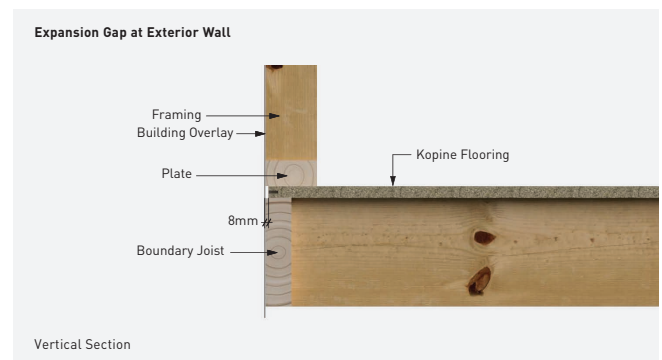 Expansion Gap at Exterior Wall
Framing
Building Overlay
Kopine Flooring
Plate
8mm
Boundary Joist
Vertical Section